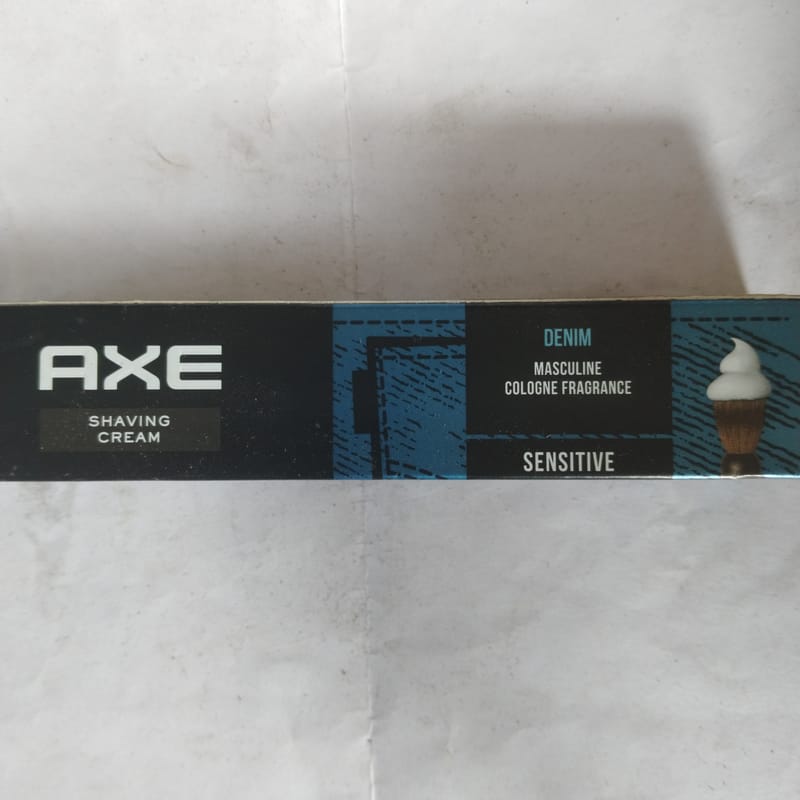 AXE
SHAVING
CREAM
DENIM
MASCULINE
COLOGNE FRAGRANCE
SENSITIVE